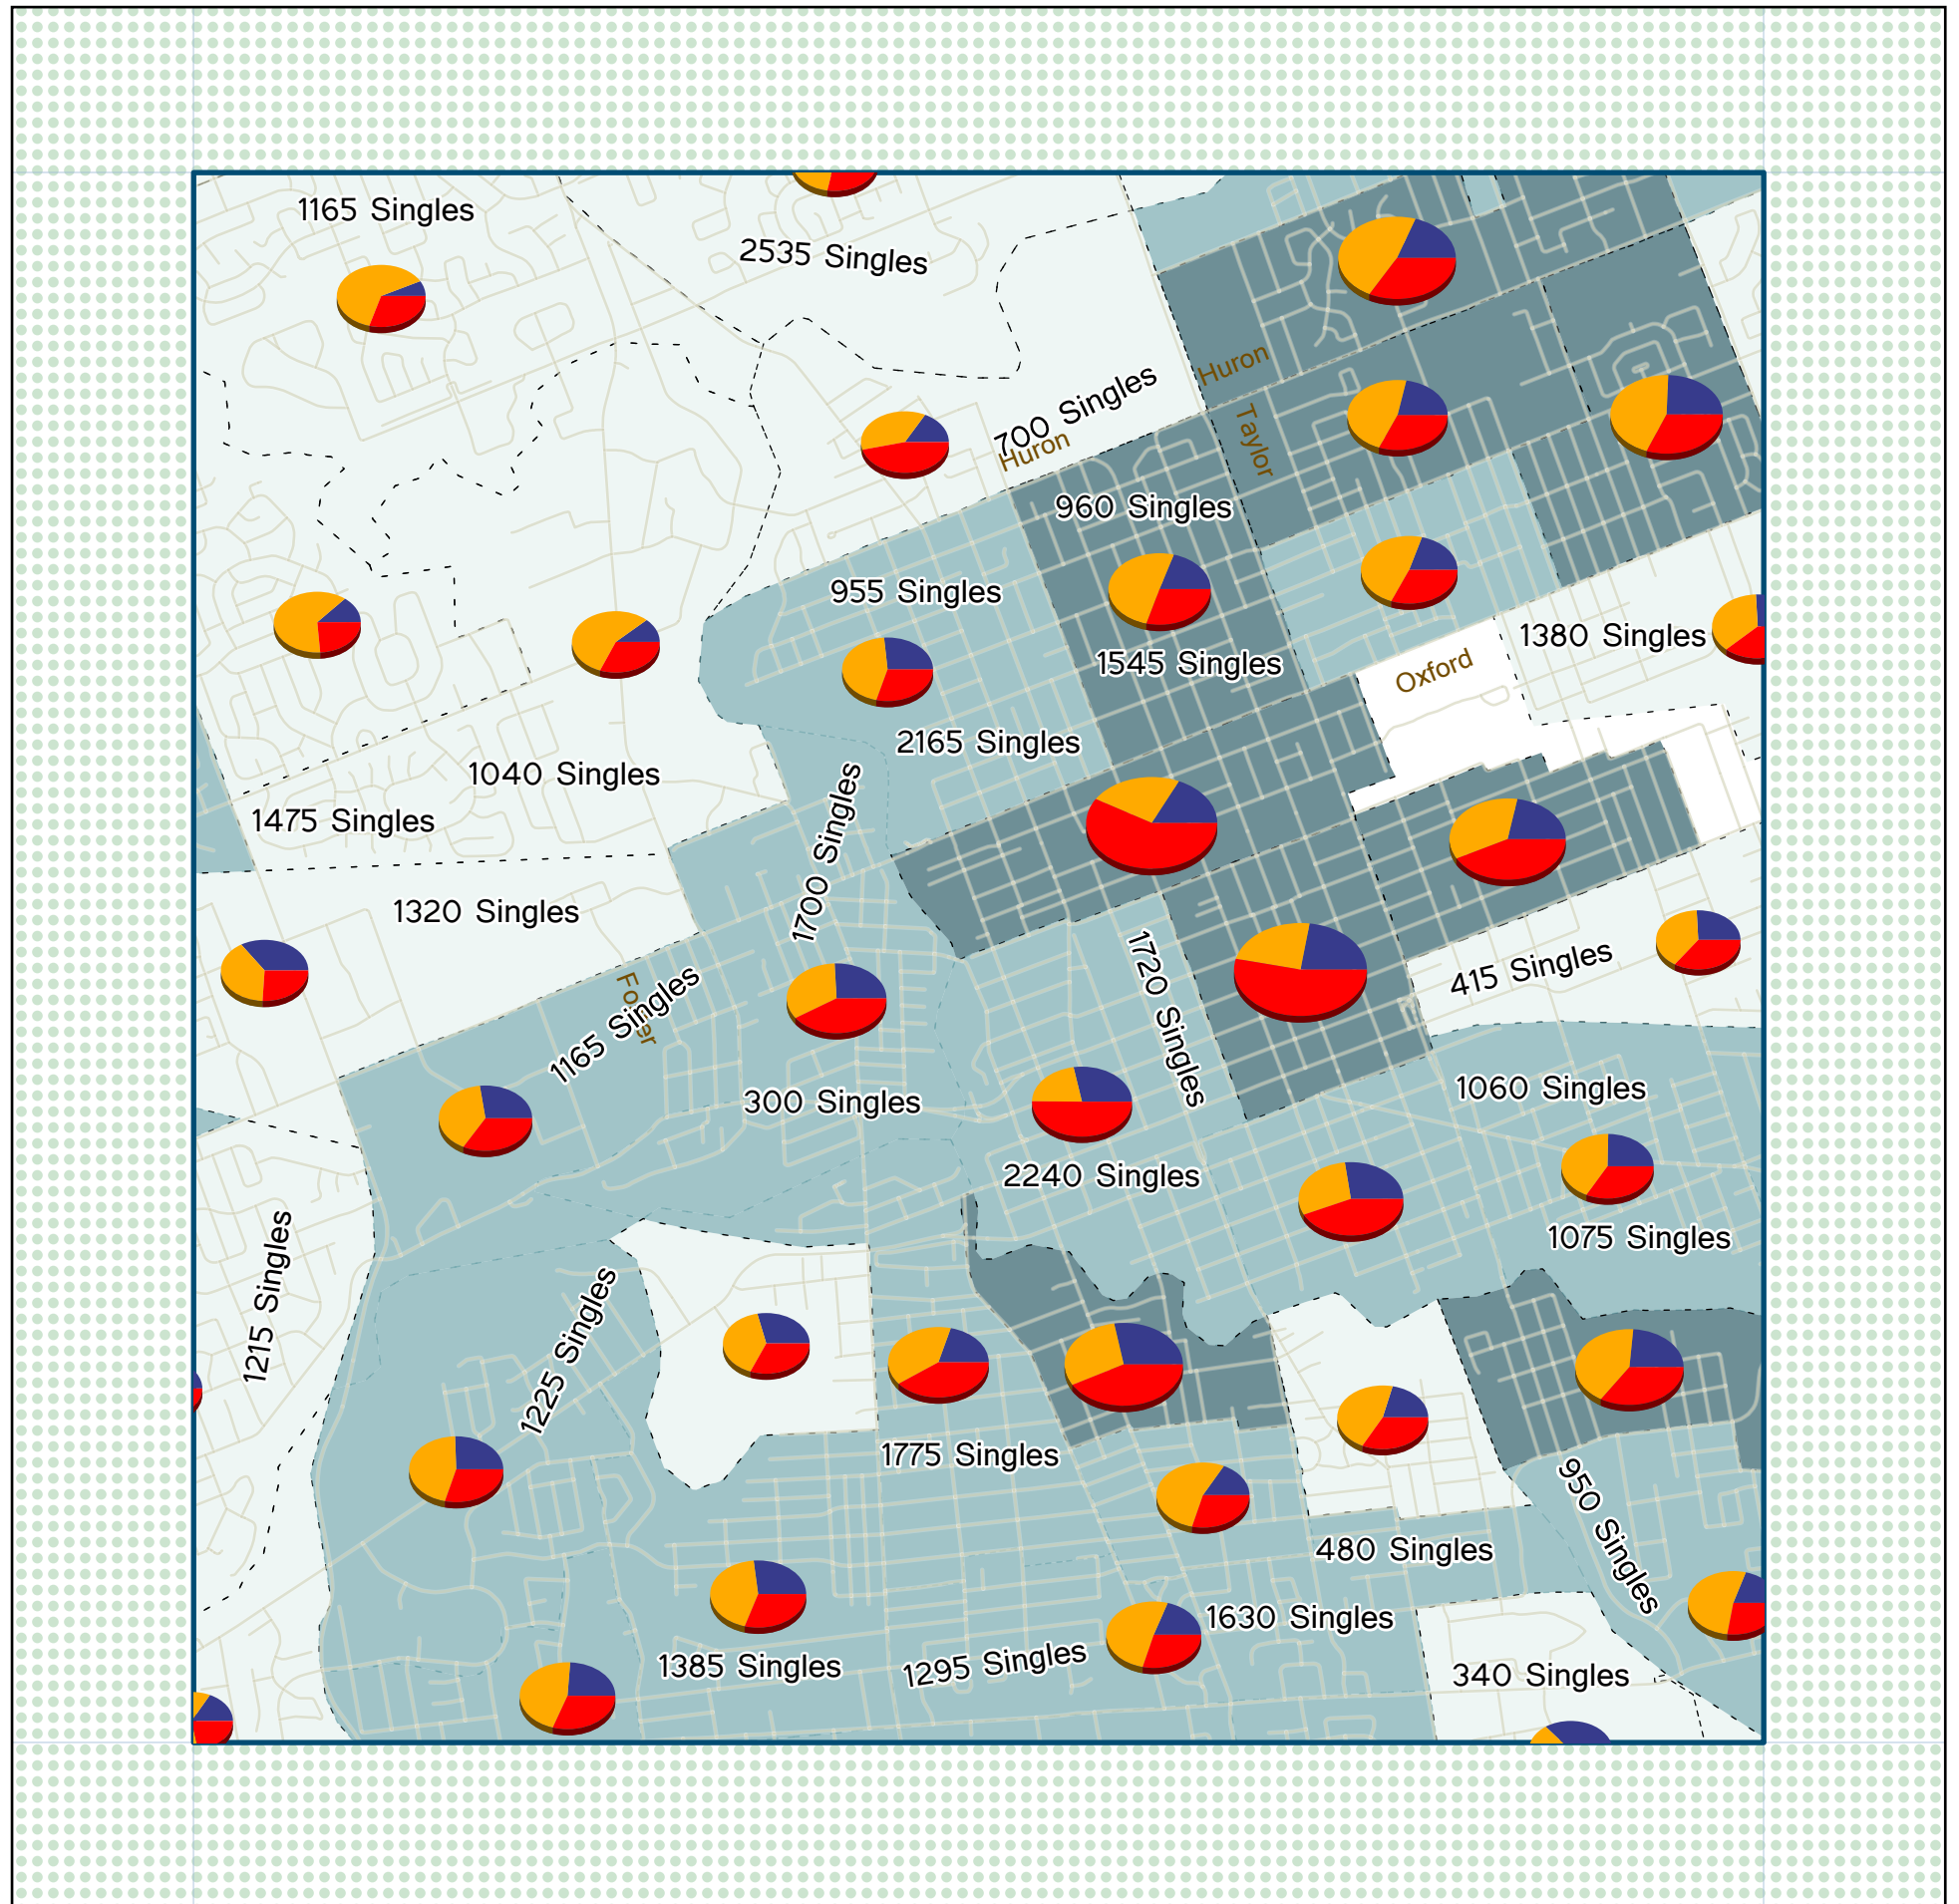 1165 Singles
2535 Singles
Huron
700 Singles
Huron
Taylor
960 Singles
955 Singles
1380 Singles
1545 Singles
Oxford
2165 Singles
1040 Singles
1475 Singles
1700 Singles
1320 Singles
415 Singles
1720 Singles
1165 Singles
1060 Singles
300 Singles
2240 Singles
1075 Singles
1215 Singles
1225 Singles
1775 Singles
950 Singles
480 Singles
1630 Singles
1385 Singles
1295 Singles
340 Singles